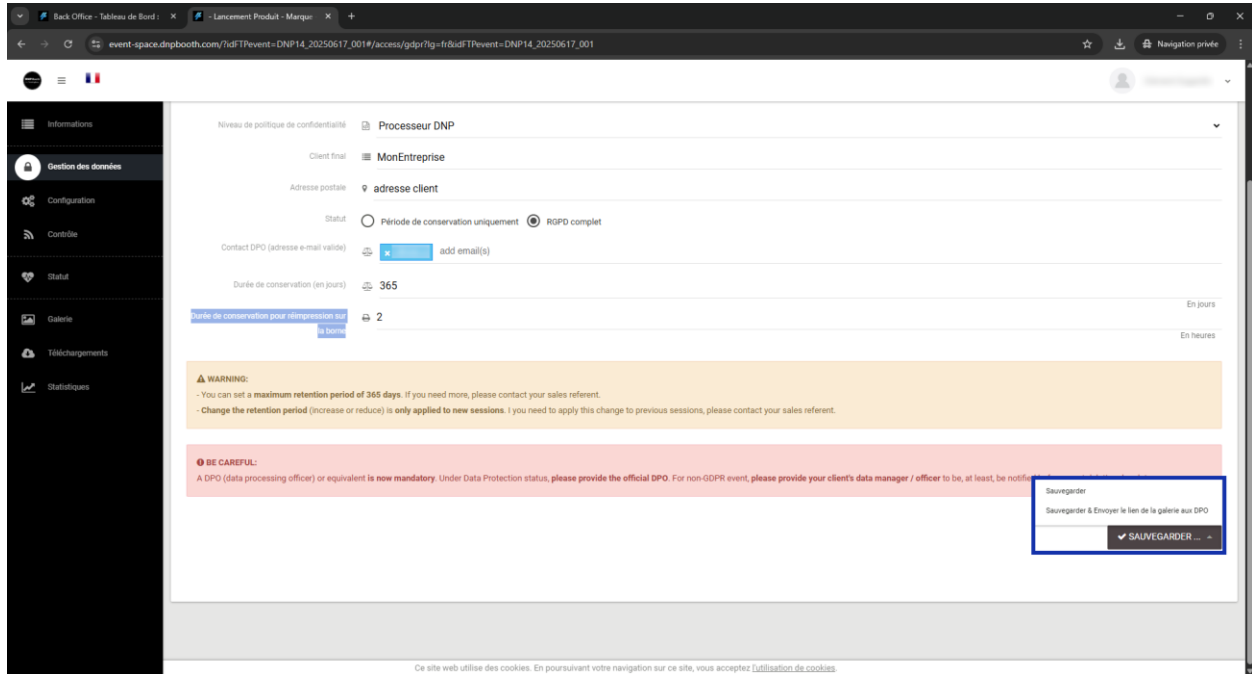 Back Office - Tableau de Bord :
- Lancement Produit - Marque
event-space.dnpbooth.com/?idFTPevent=DNP14_20250617_001#/access/gdpr?lg=fr&idFTPevent=DNP14_20250617_001
Navigation privée
Informations
Gestion des données
Configuration
Contrôle
Statut
Galerie
Téléchargements
Statistiques
Niveau de politique de confidentialité
Processeur DNP
Client final
MonEntreprise
Adresse postale
adresse client
Statut
Période de conservation uniquement
RGPD complet
Contact DPO (adresse e-mail valide)
add email(s)
Durée de conservation (en jours)
365
En jours
Durée de conservation pour réimpression sur
la borne
2
En heures
WARNING:
- You can set a maximum retention period of 365 days. If you need more, please contact your sales referent.
- Change the retention period (increase or reduce) is only applied to new sessions. I you need to apply this change to previous sessions, please contact your sales referent.
BE CAREFUL:
A DPO (data processing officer) or equivalent is now mandatory. Under Data Protection status, please provide the official DPO. For non-GDPR event, please provide your client's data manager / officer to be, at least, be notifie
Sauvegarder
Sauvegarder & Envoyer le lien de la galerie aux DPO
SAUVEGARDER ...
Ce site web utilise des cookies. En poursuivant votre navigation sur ce site, vous acceptez l'utilisation de cookies.